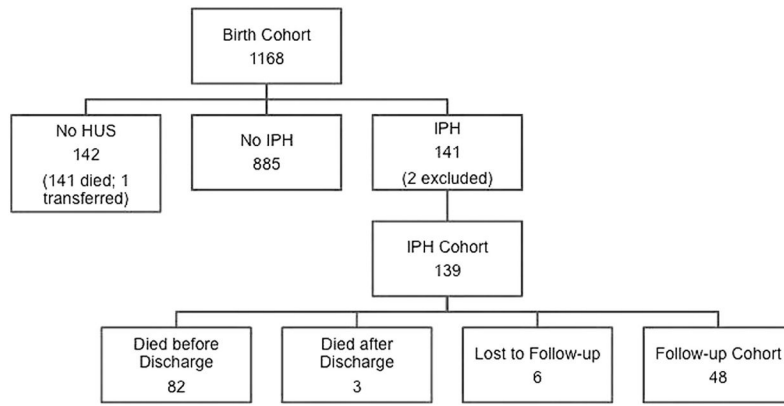 Birth Cohort
1168
No HUS
142
(141 died; 1
transferred)
No IPH
885
IPH
141
(2 excluded)
IPH Cohort
139
Died before
Discharge
82
Died after
Discharge
3
Lost to Follow-up
6
Follow-up Cohort
48